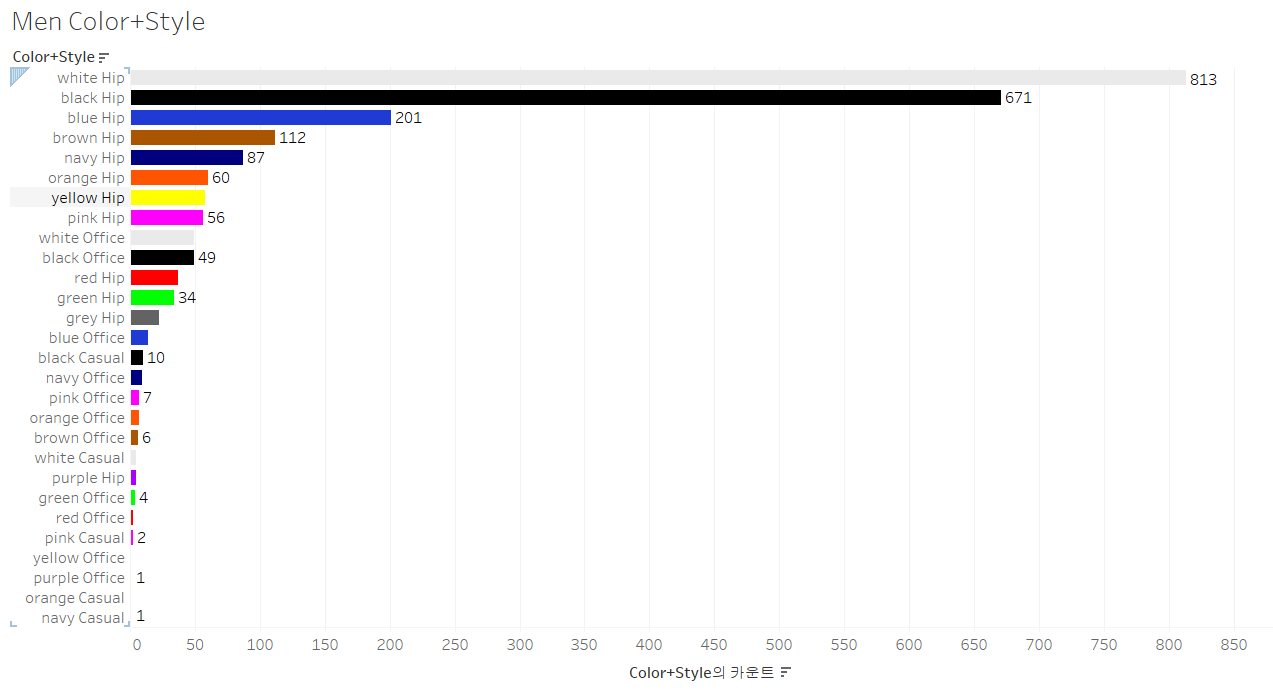 Men Color+Style
Color+Style
white Hip 813
black Hip 671
blue Hip 201
brown Hip 112
navy Hip 87
orange Hip 60
yellow Hip
pink Hip 56
white Office
black Office 49
red Hip
green Hip 34
grey Hip
blue Office
black Casual 10
navy Office
pink Office 7
orange Office
brown Office 6
white Casual
purple Hip
green Office 4
red Office
pink Casual 2
yellow Office
purple Office 1
orange Casual
navy Casual 1
0 50 100 150 200 250 300 350 400 450 500 550 600 650 700 750 800 850
Color+Style의 카운트